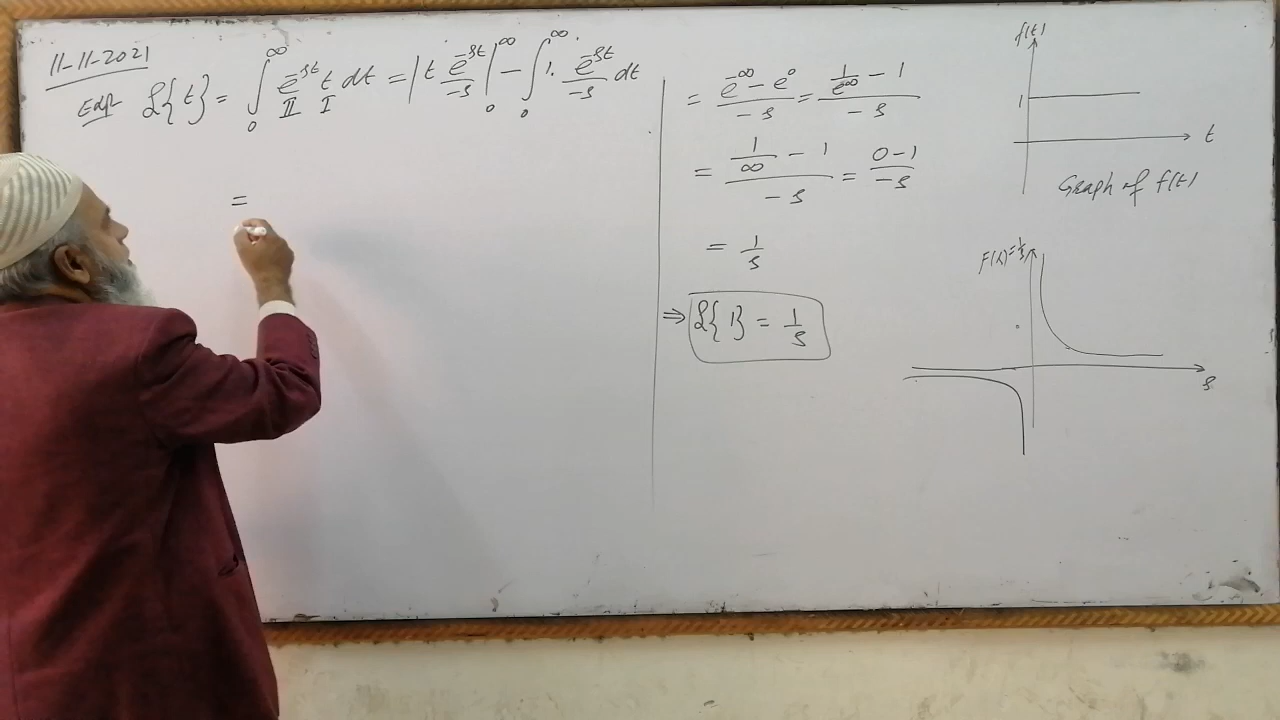 11-11-2021
Exp ℒ{t} = ∫₀^∞ e^{-st} t dt = |t e^{-st}/-s|₀^∞ - ∫₀^∞ 1. e^{-st}/-s dt
II I
=
= (e^{-∞} - e^0)/-s = (1/e^∞ - 1)/-s
= (1/∞ - 1)/-s = (0-1)/-s
= 1/s
⇒ ℒ{1} = 1/s
f(t)
1
t
Graph of f(t)
F(s)=1/s
s